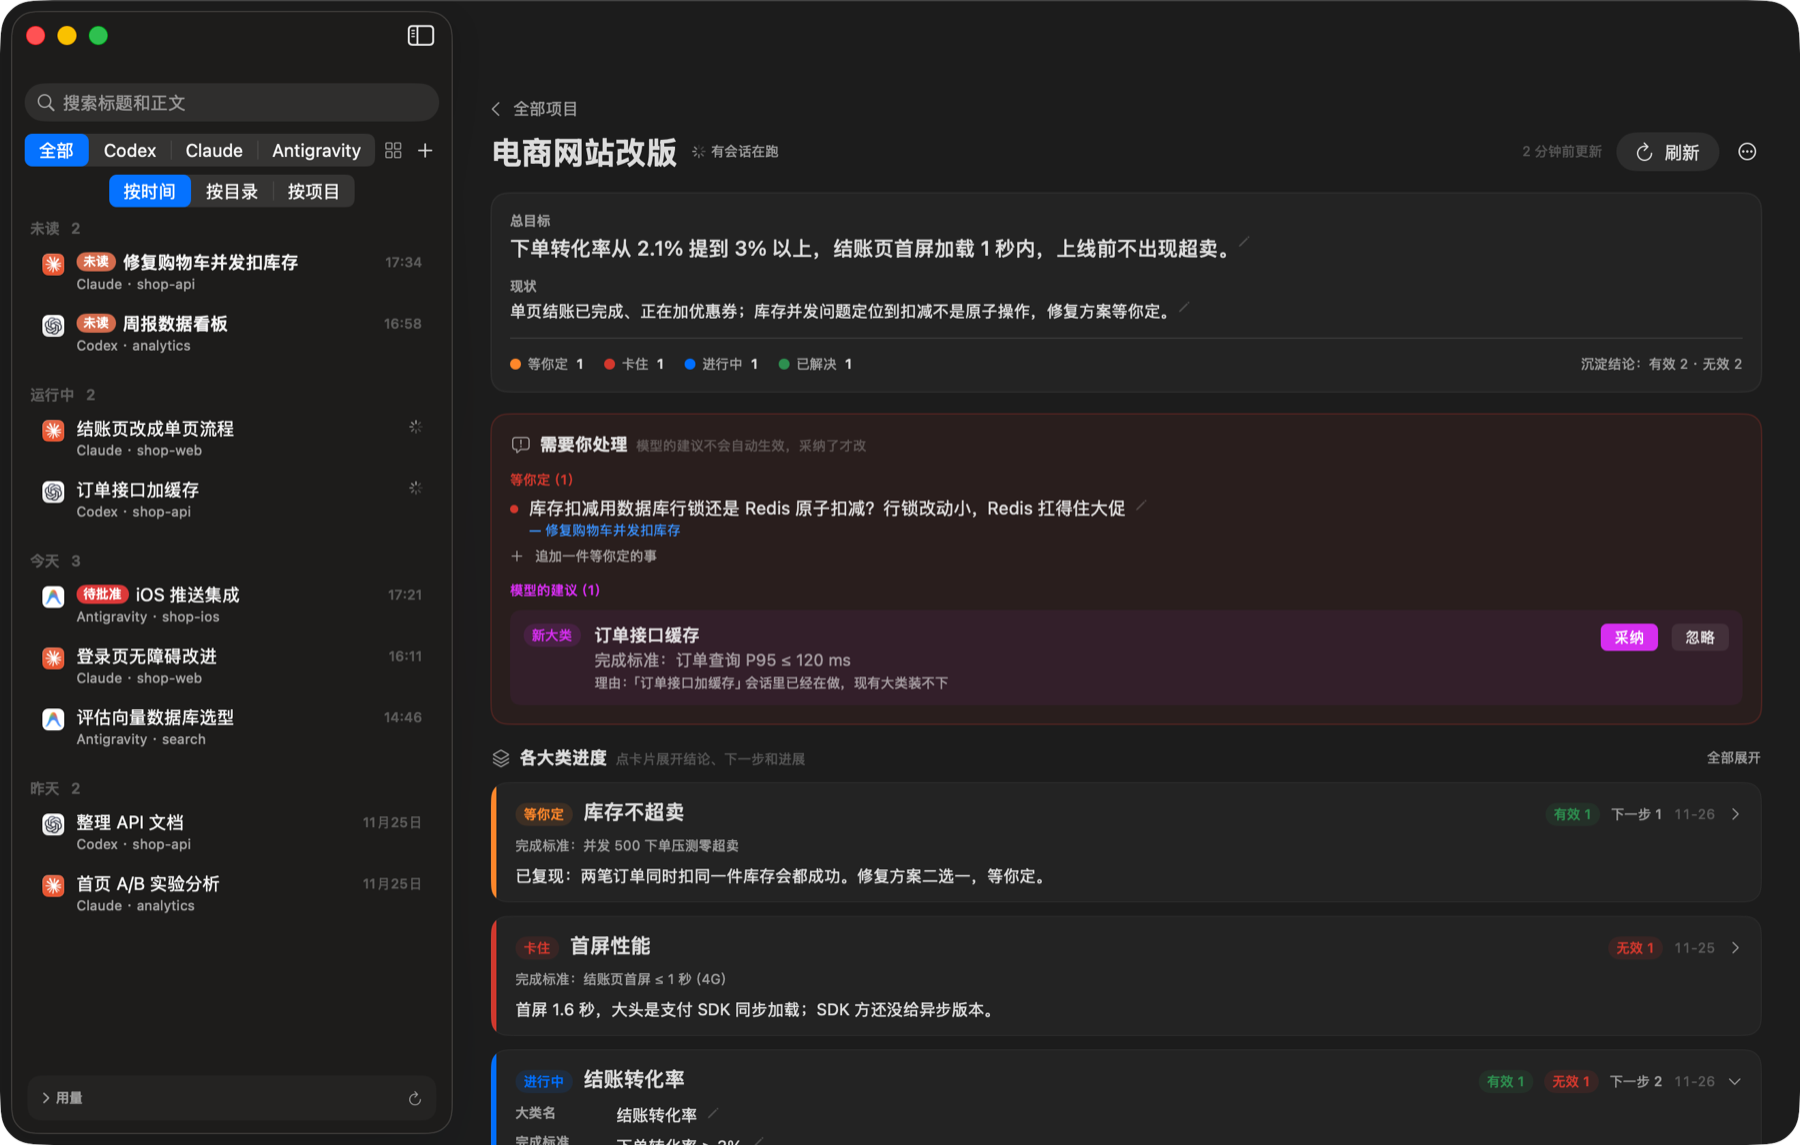 搜索标题和正文
全部 Codex Claude Antigravity
按时间 按目录 按项目
未读 2
未读 修复购物车并发扣库存 17:34
Claude · shop-api
未读 周报数据看板 16:58
Codex · analytics
运行中 2
结账页改成单页流程
Claude · shop-web
订单接口加缓存
Codex · shop-api
今天 3
待批准 iOS 推送集成 17:21
Antigravity · shop-ios
登录页无障碍改进 16:11
Claude · shop-web
评估向量数据库选型 14:46
Antigravity · search
昨天 2
整理 API 文档 11月25日
Codex · shop-api
首页 A/B 实验分析 11月25日
Claude · analytics
用量
全部项目
电商网站改版 有会话在跑 2 分钟前更新 刷新
总目标
下单转化率从 2.1% 提到 3% 以上，结账页首屏加载 1 秒内，上线前不出现超卖。
现状
单页结账已完成、正在加优惠券；库存并发问题定位到扣减不是原子操作，修复方案等你定。
等你定 1 卡住 1 进行中 1 已解决 1 沉淀结论：有效 2 · 无效 2
需要你处理 模型的建议不会自动生效，采纳了才改
等你定 (1)
库存扣减用数据库行锁还是 Redis 原子扣减？行锁改动小，Redis 扛得住大促
— 修复购物车并发扣库存
追加一件等你定的事
模型的建议 (1)
新大类 订单接口缓存 采纳 忽略
完成标准：订单查询 P95 ≤ 120 ms
理由：「订单接口加缓存」会话里已经在做，现有大类装不下
各大类进度 点卡片展开结论、下一步和进展 全部展开
等你定 库存不超卖 有效 1 下一步 1 11-26
完成标准：并发 500 下单压测零超卖
已复现：两笔订单同时扣同一件库存会都成功。修复方案二选一，等你定。
卡住 首屏性能 无效 1 11-25
完成标准：结账页首屏 ≤ 1 秒 (4G)
首屏 1.6 秒，大头是支付 SDK 同步加载；SDK 方还没给异步版本。
进行中 结账转化率 有效 1 无效 1 下一步 2 11-26
大类名 结账转化率
完成标准 下单转化率 ≥ 3%